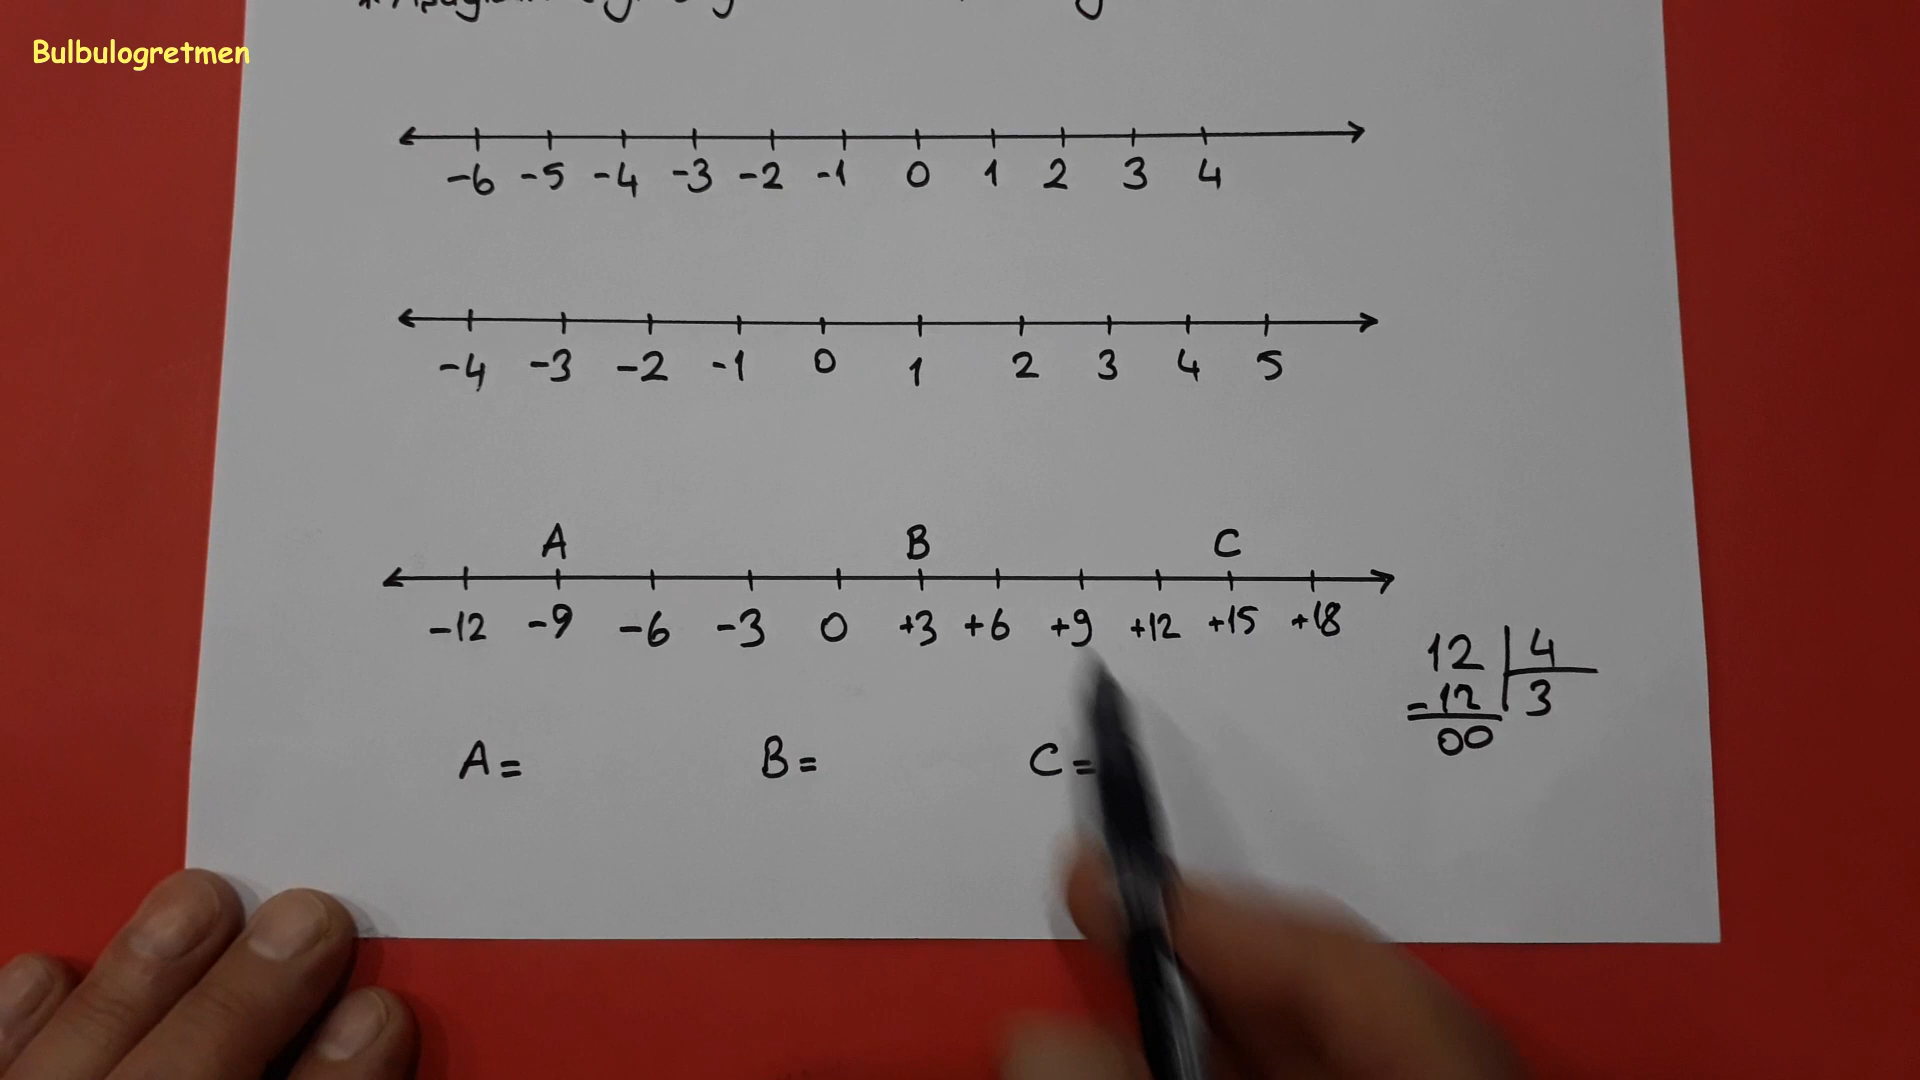 Bulbulogretmen
-6 -5 -4 -3 -2 -1 0 1 2 3 4
-4 -3 -2 -1 0 1 2 3 4 5
A B C
-12 -9 -6 -3 0 +3 +6 +9 +12 +15 +18
12 4
-12 3
00
A= B= C=